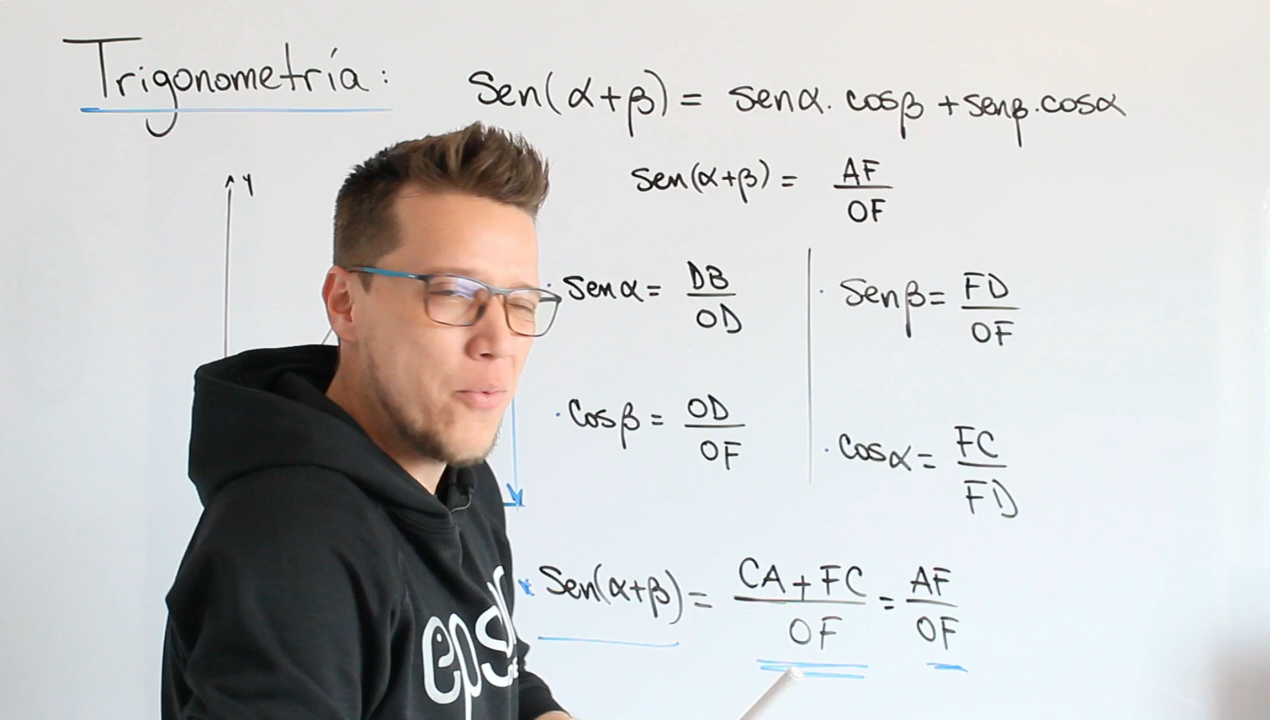 Trigonometría:
Sen(α+β) = senα. cosβ + senβ.cosα
Sen(α+β) = AF/OF
y
· Senα = DB/OD
· Senβ = FD/OF
· Cosβ = OD/OF
· Cosα = FC/FD
* Sen(α+β) = CA+FC/OF = AF/OF